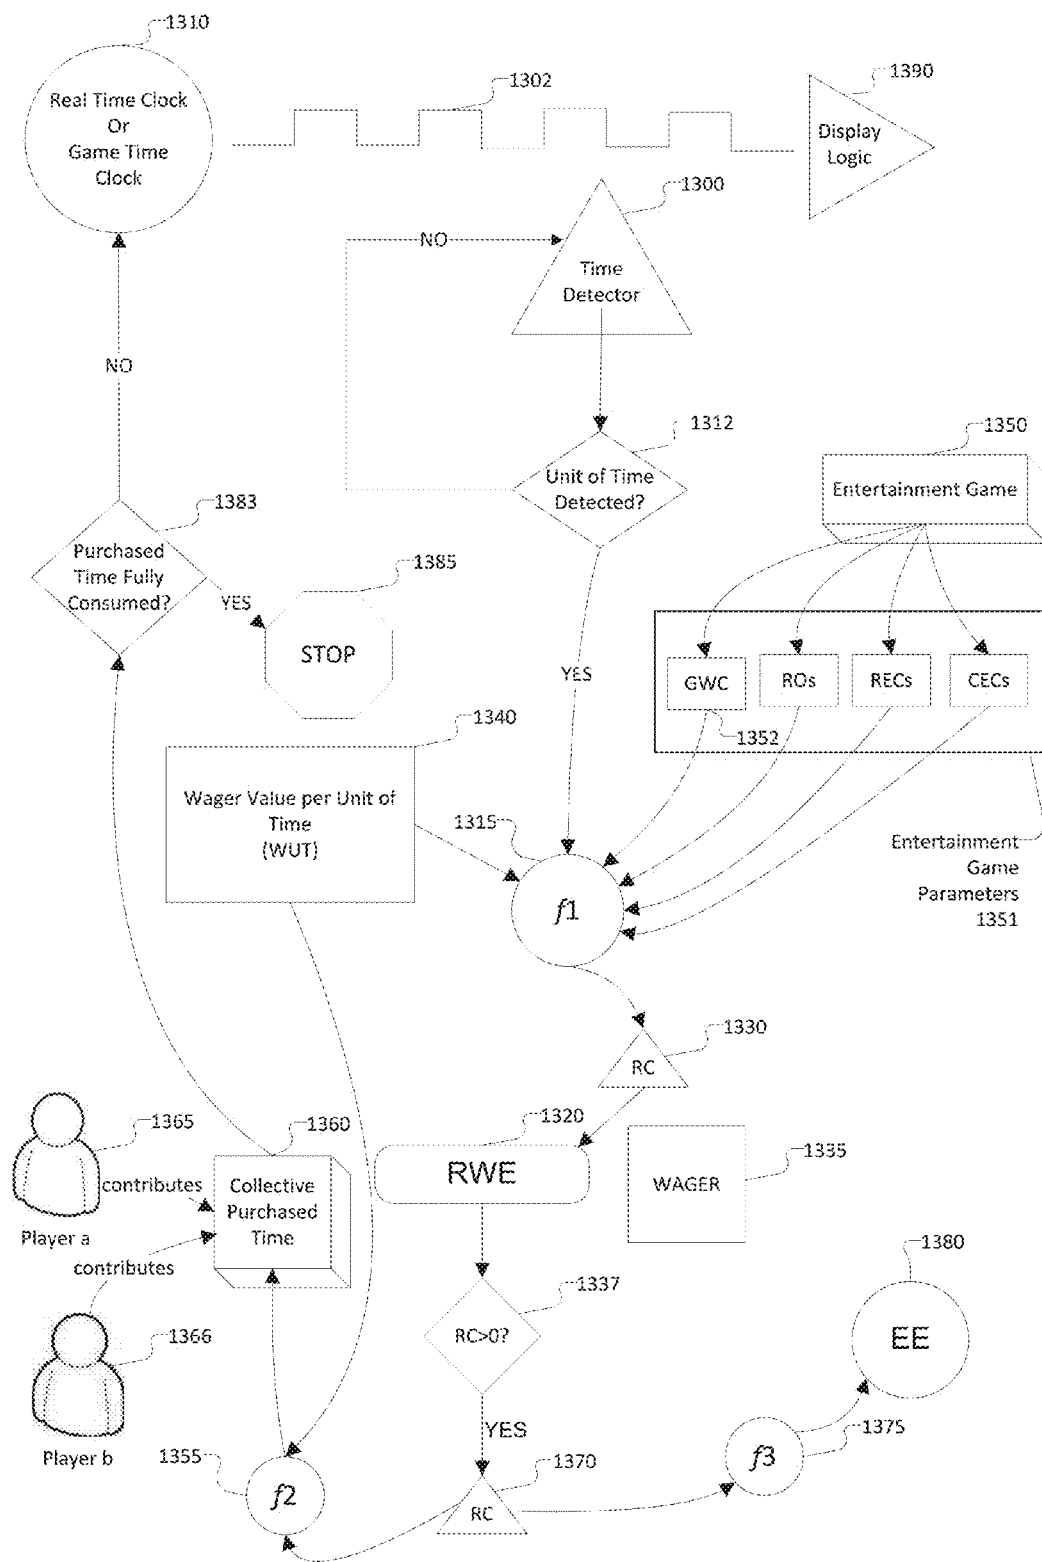 1310
Real Time Clock
Or
Game Time
Clock
1302
1390
Display
Logic
1300
NO
Time
Detector
NO
1312
Unit of Time
Detected?
1350
Entertainment Game
1383
Purchased
Time Fully
Consumed?
YES
1385
STOP
YES
GWC
ROs
RECs
CECs
1352
1340
Wager Value per Unit of
Time
(WUT)
1315
f1
Entertainment
Game
Parameters
1351
1330
RC
1365
contributes
Player a
1360
Collective
Purchased
Time
1320
RWE
1335
WAGER
contributes
1366
Player b
1337
RC>0?
1380
EE
YES
1355
f2
1370
RC
f3
1375